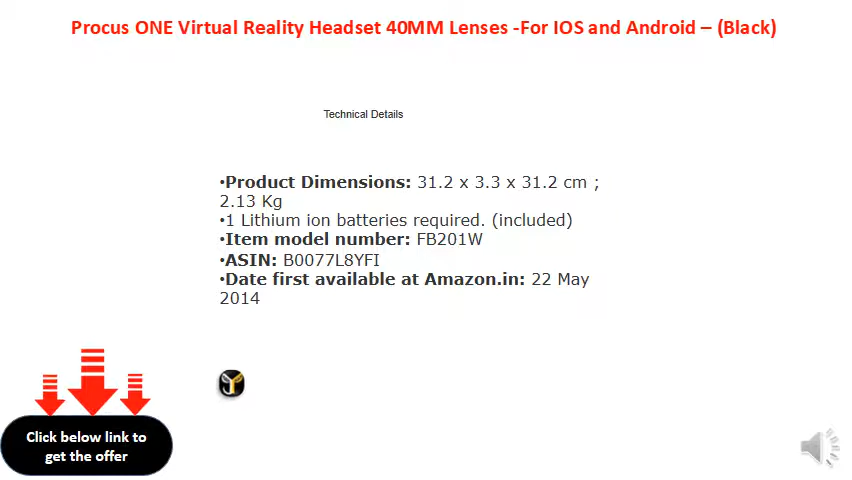 Procus ONE Virtual Reality Headset 40MM Lenses -For IOS and Android – (Black)
Technical Details
•Product Dimensions: 31.2 x 3.3 x 31.2 cm ;
2.13 Kg
•1 Lithium ion batteries required. (included)
•Item model number: FB201W
•ASIN: B0077L8YFI
•Date first available at Amazon.in: 22 May
2014
Click below link to
get the offer